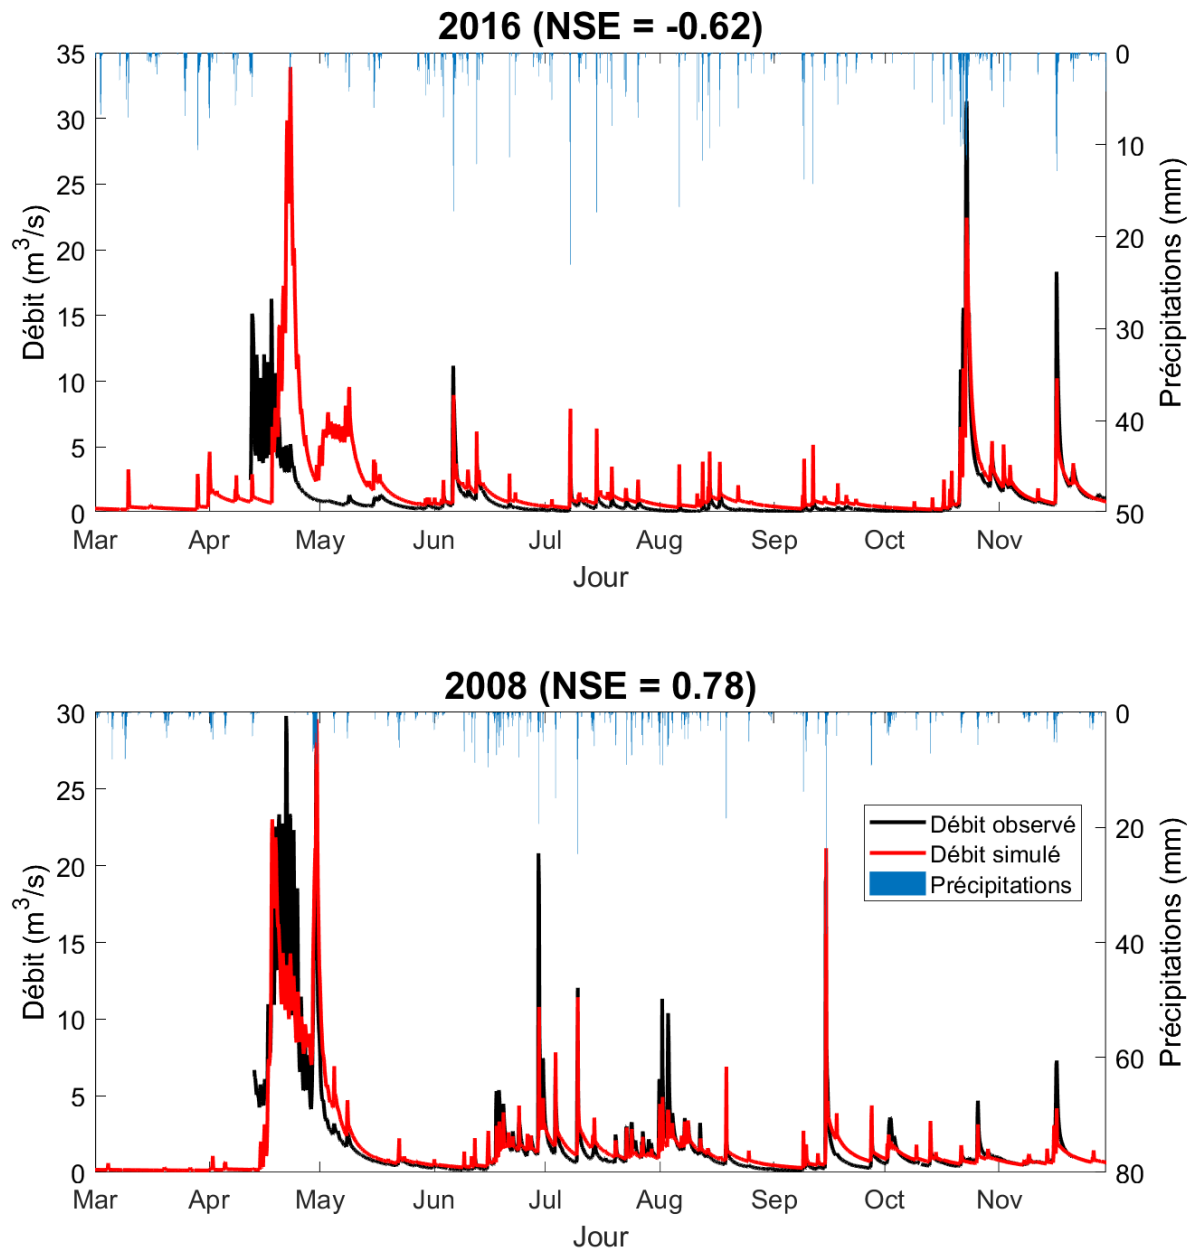 2016 (NSE = -0.62)
35
30
25
20
15
10
5
0
Débit (m³/s)
0
10
20
30
40
50
Précipitations (mm)
Mar Apr May Jun Jul Aug Sep Oct Nov
Jour
2008 (NSE = 0.78)
30
25
20
15
10
5
0
Débit (m³/s)
0
20
40
60
80
Précipitations (mm)
Débit observé
Débit simulé
Précipitations
Mar Apr May Jun Jul Aug Sep Oct Nov
Jour